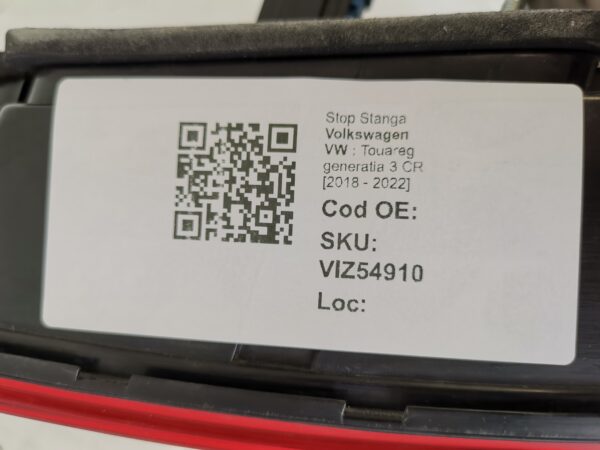 Stop Stanga
Volkswagen
VW : Touareg
generatia 3 CR
[2018 - 2022]
Cod OE:
SKU:
VIZ54910
Loc: